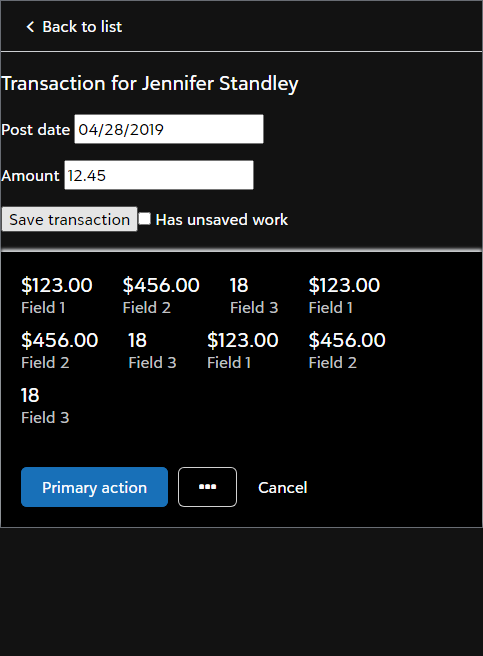 Back to list
Transaction for Jennifer Standley
Post date 04/28/2019
Amount 12.45
Save transaction Has unsaved work
$123.00 $456.00 18 $123.00
Field 1 Field 2 Field 3 Field 1
$456.00 18 $123.00 $456.00
Field 2 Field 3 Field 1 Field 2
18
Field 3
Primary action ••• Cancel